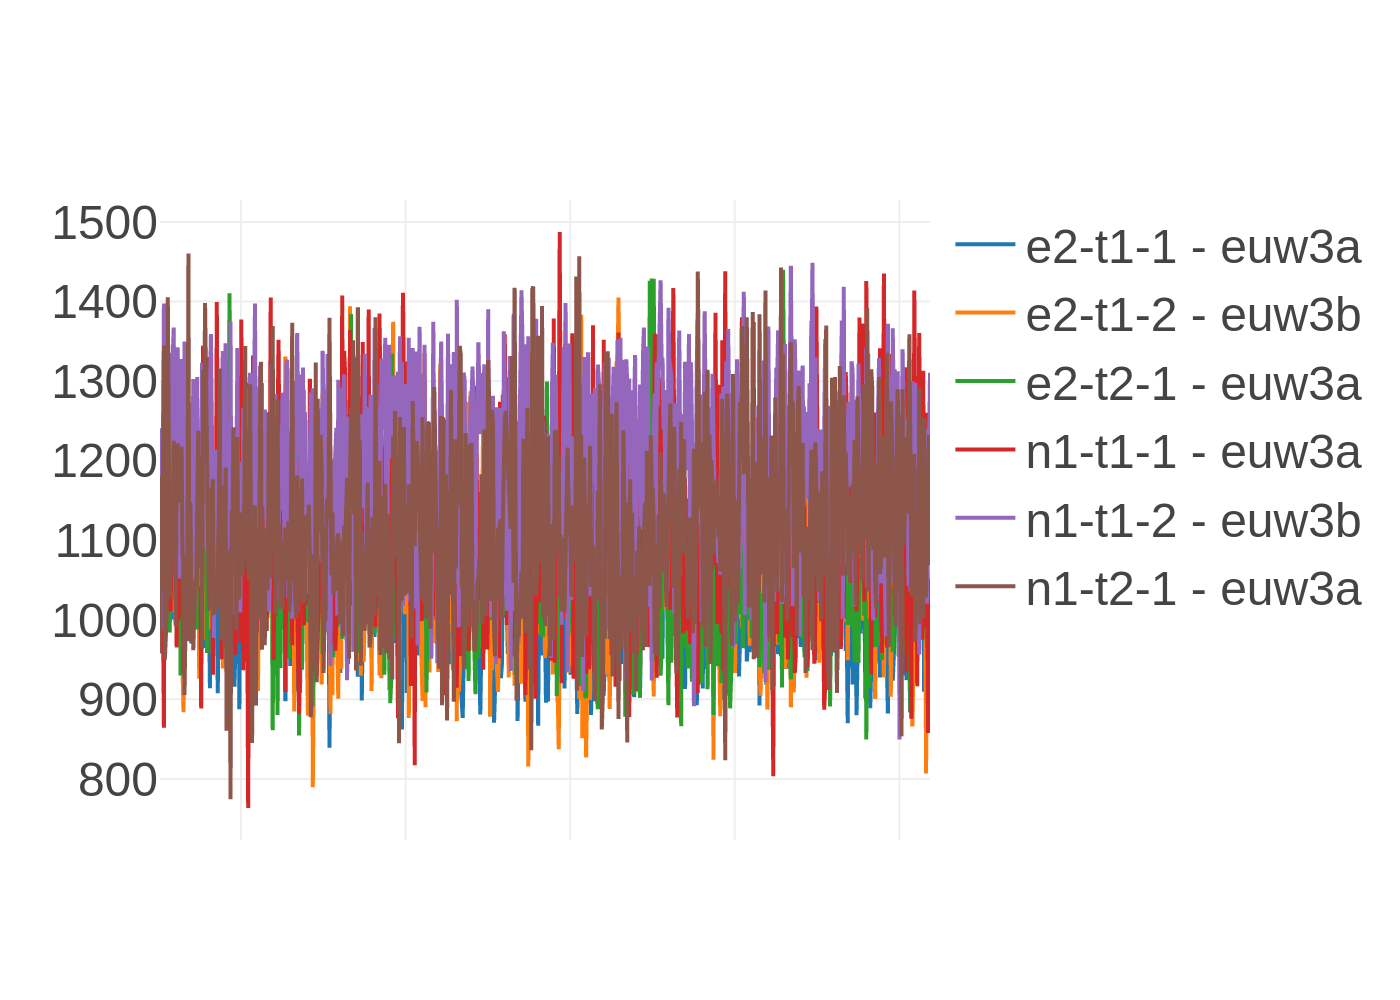 1500
1400
1300
1200
1100
1000
900
800
e2-t1-1 - euw3a
e2-t1-2 - euw3b
e2-t2-1 - euw3a
n1-t1-1 - euw3a
n1-t1-2 - euw3b
n1-t2-1 - euw3a